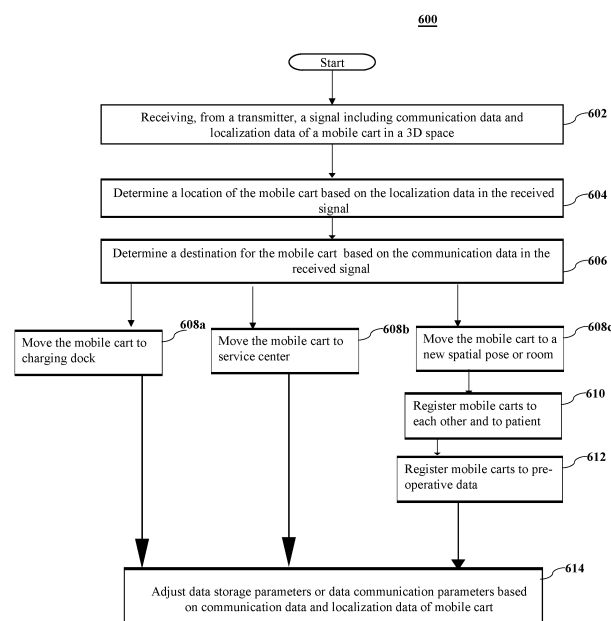 600
Start
Receiving, from a transmitter, a signal including communication data and
localization data of a mobile cart in a 3D space
602
Determine a location of the mobile cart based on the localization data in the received
signal
604
Determine a destination for the mobile cart based on the communication data in the
received signal
606
Move the mobile cart to
charging dock
608a
Move the mobile cart to
service center
608b
Move the mobile cart to a
new spatial pose or room
608c
Register mobile carts to
each other and to patient
610
Register mobile carts to pre-
operative data
612
Adjust data storage parameters or data communication parameters based
on communication data and localization data of mobile cart
614